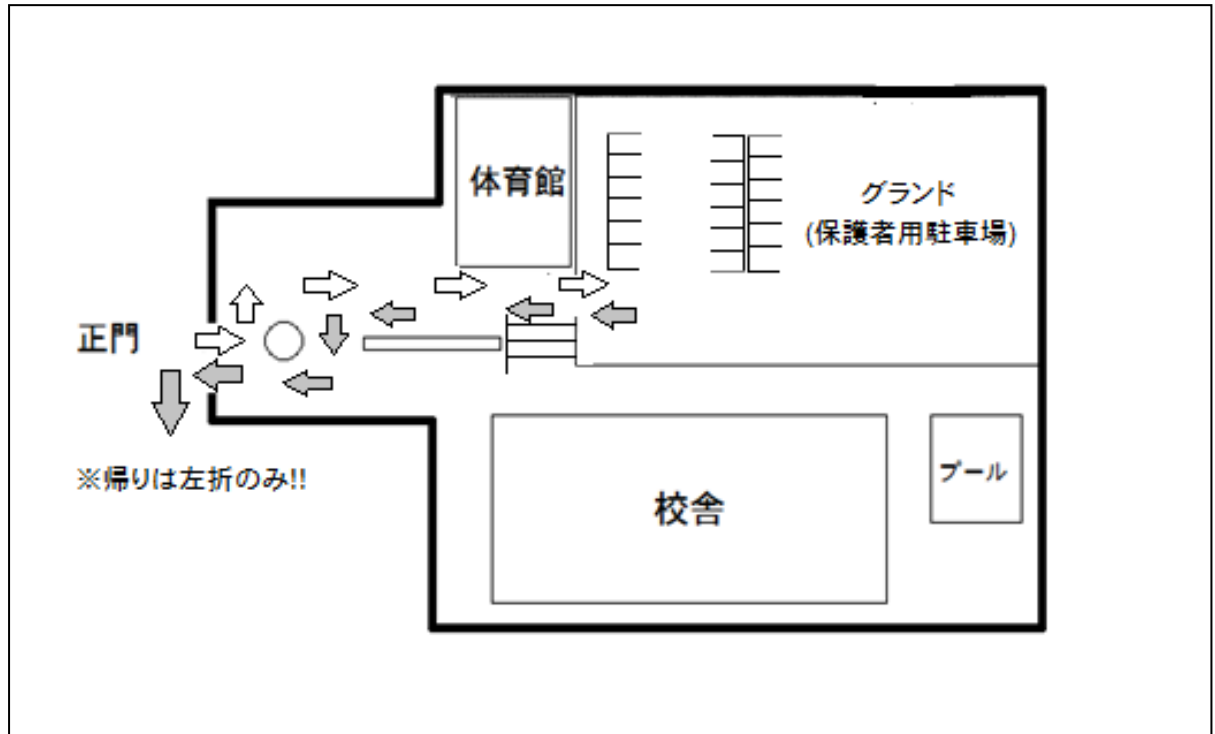 体育館
グランド
(保護者用駐車場)
正門
※帰りは左折のみ!!
校舎
プール